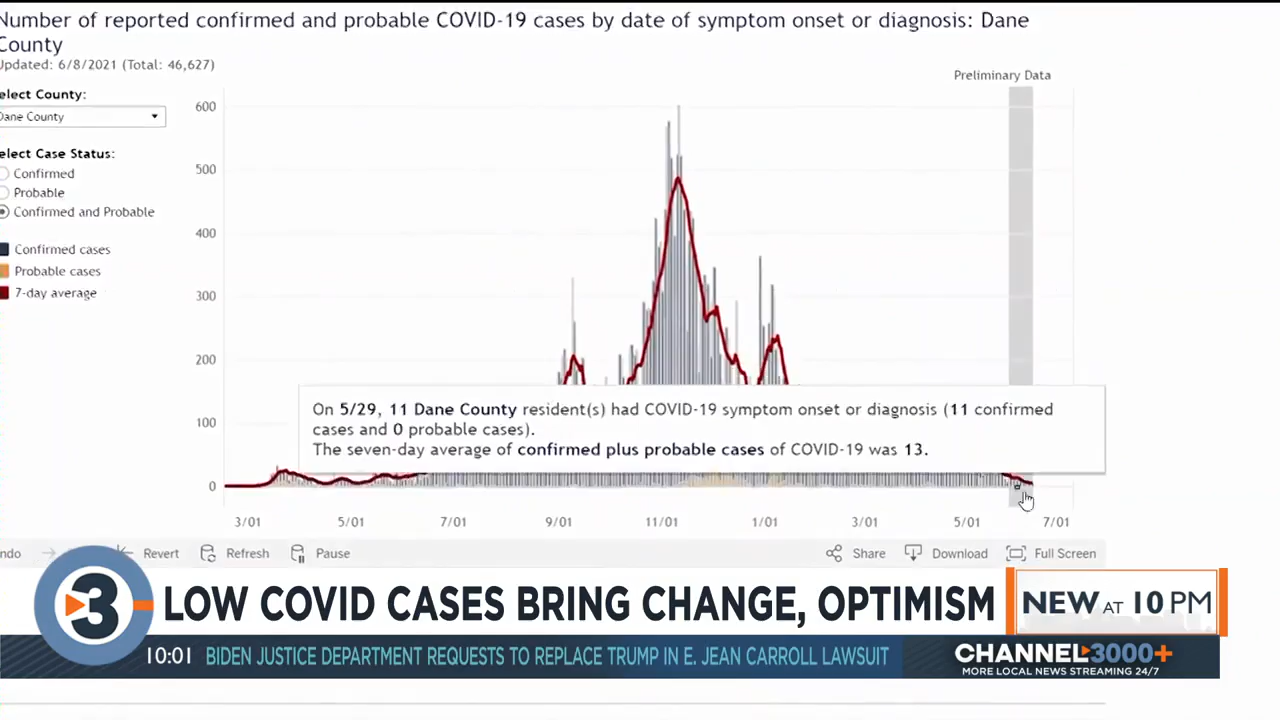 Number of reported confirmed and probable COVID-19 cases by date of symptom onset or diagnosis: Dane
County
Updated: 6/8/2021 (Total: 46,627)
Preliminary Data
elect County:
Dane County
elect Case Status:
Confirmed
Probable
Confirmed and Probable
Confirmed cases
Probable cases
7-day average
600
500
400
300
200
100
0
On 5/29, 11 Dane County resident(s) had COVID-19 symptom onset or diagnosis (11 confirmed
cases and 0 probable cases).
The seven-day average of confirmed plus probable cases of COVID-19 was 13.
3/01 5/01 7/01 9/01 11/01 1/01 3/01 5/01 7/01
ndo Revert Refresh Pause Share Download Full Screen
3 LOW COVID CASES BRING CHANGE, OPTIMISM NEW AT 10 PM
10:01 BIDEN JUSTICE DEPARTMENT REQUESTS TO REPLACE TRUMP IN E. JEAN CARROLL LAWSUIT
CHANNEL3000+
MORE LOCAL NEWS STREAMING 24/7